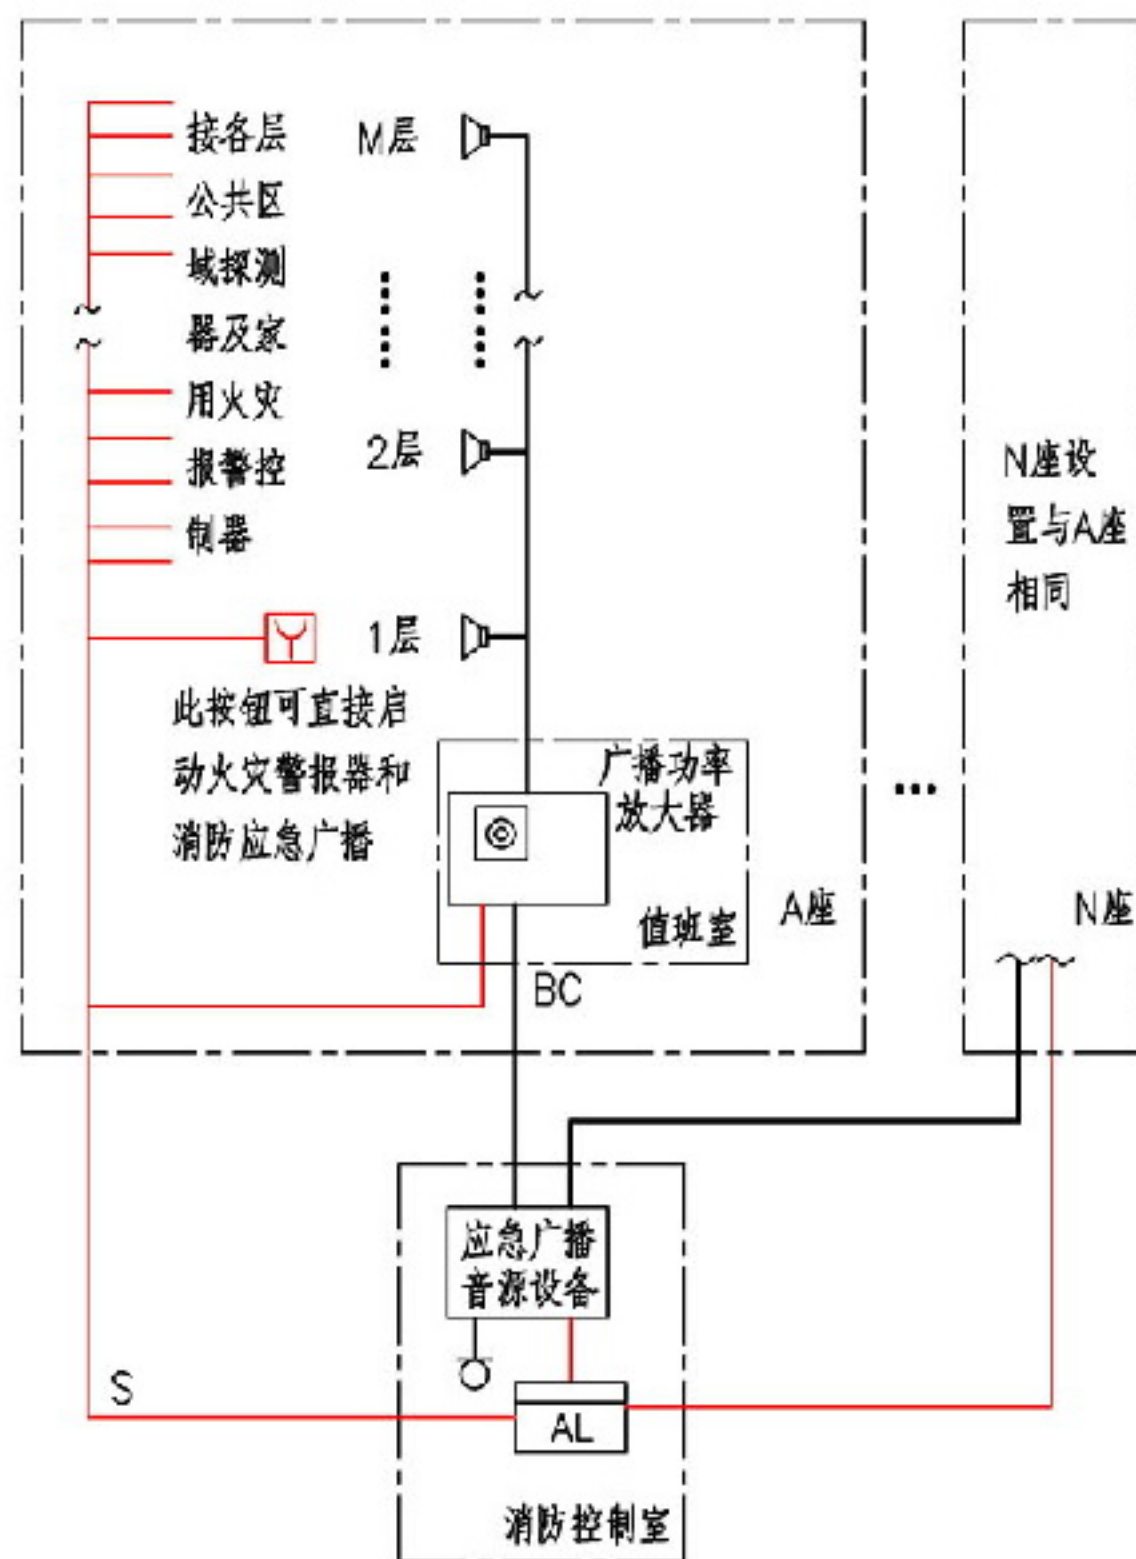 接各层
公共区
域探测
器及家
用火灾
报警控
制器
M层
2层
1层
此按钮可直接启
动火灾警报器和
消防应急广播
广播功率
放大器
值班室
A座
BC
N座设
置与A座
相同
N座
应急广播
音源设备
S
AL
消防控制室